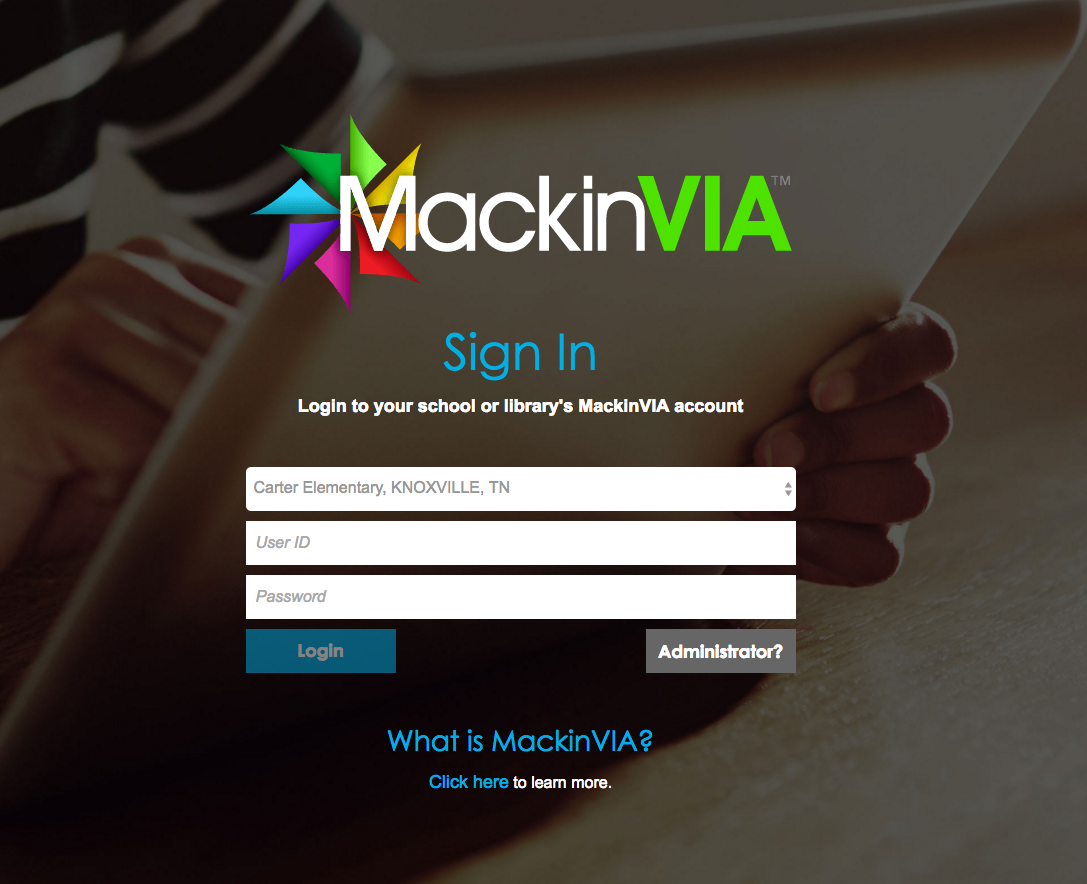 MackinVIA™
Sign In
Login to your school or library's MackinVIA account
Carter Elementary, KNOXVILLE, TN
User ID
Password
Login
Administrator?
What is MackinVIA?
Click here to learn more.